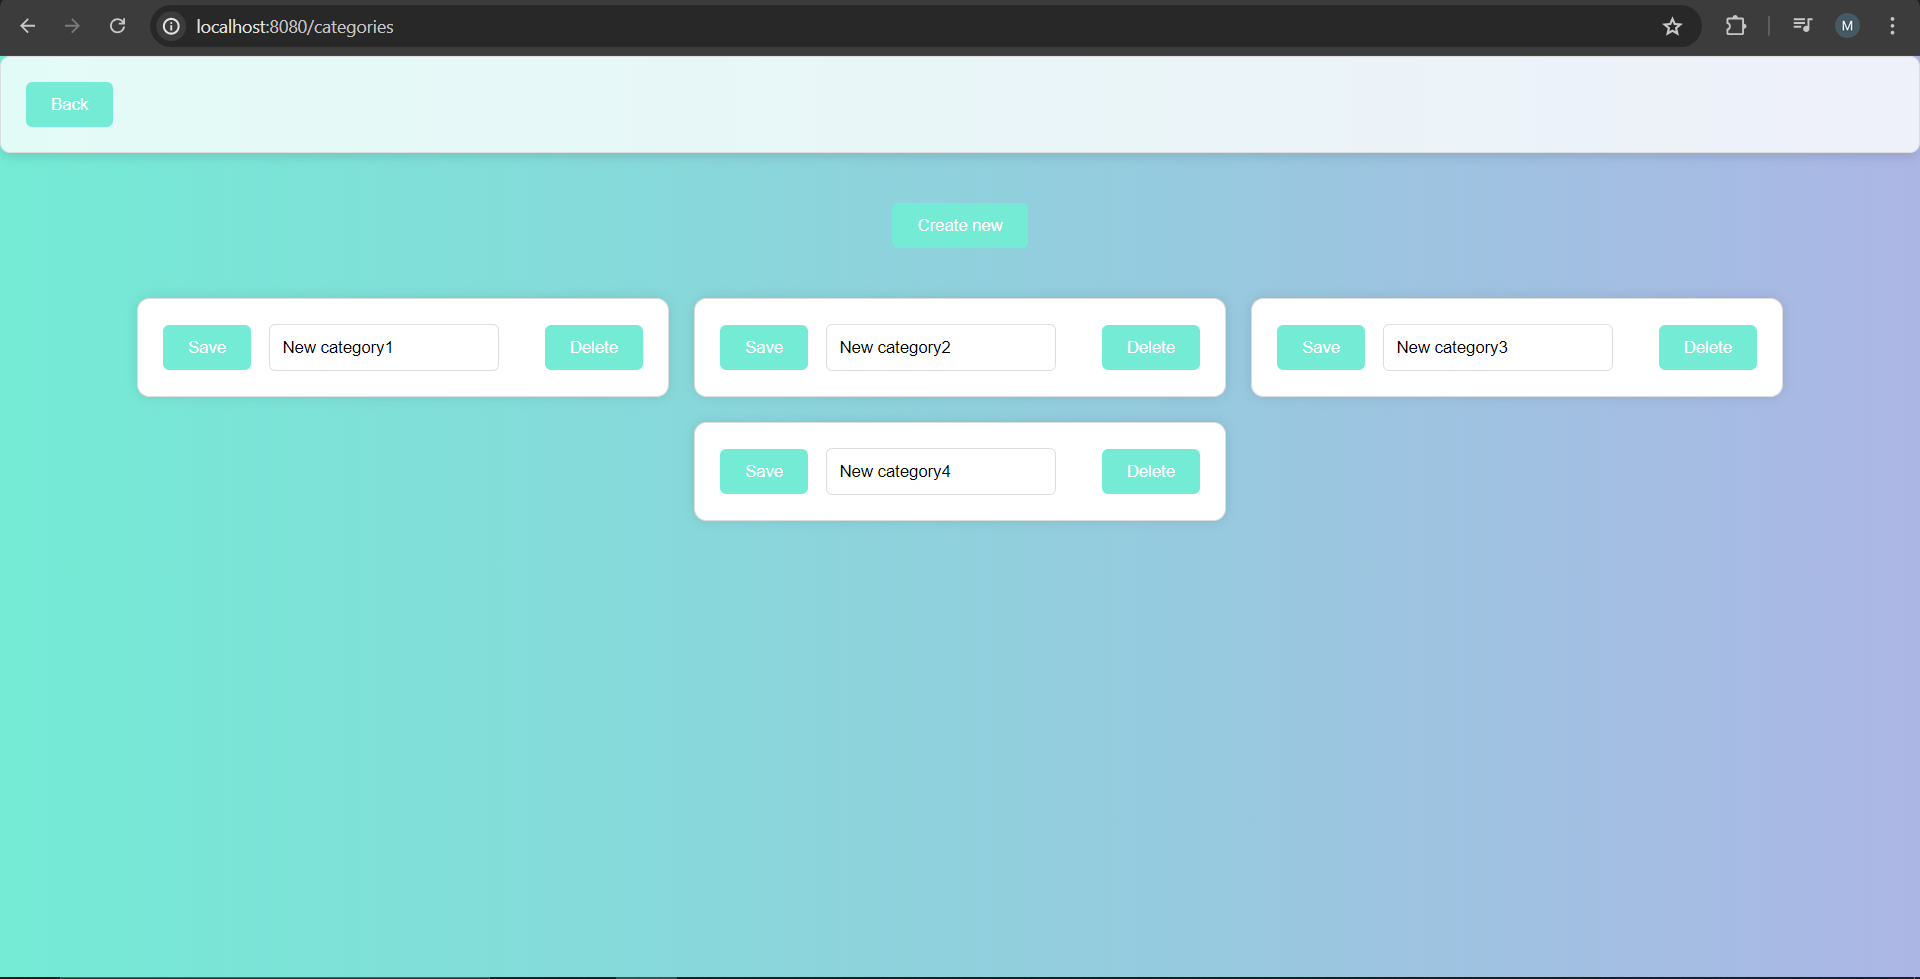 localhost:8080/categories
M
Back
Create new
Save New category1 Delete
Save New category2 Delete
Save New category3 Delete
Save New category4 Delete